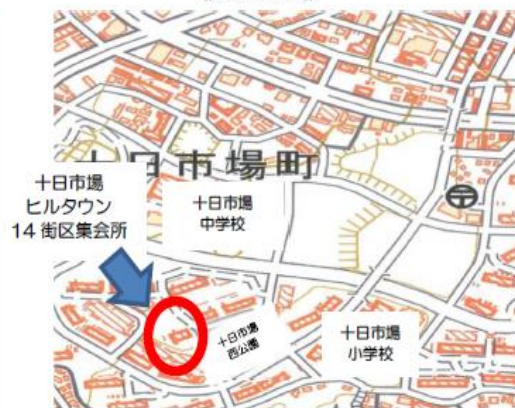 十日市場町
十日市場
ヒルタウン
14 街区集会所
十日市場
中学校
十日市場
西公園
十日市場
小学校